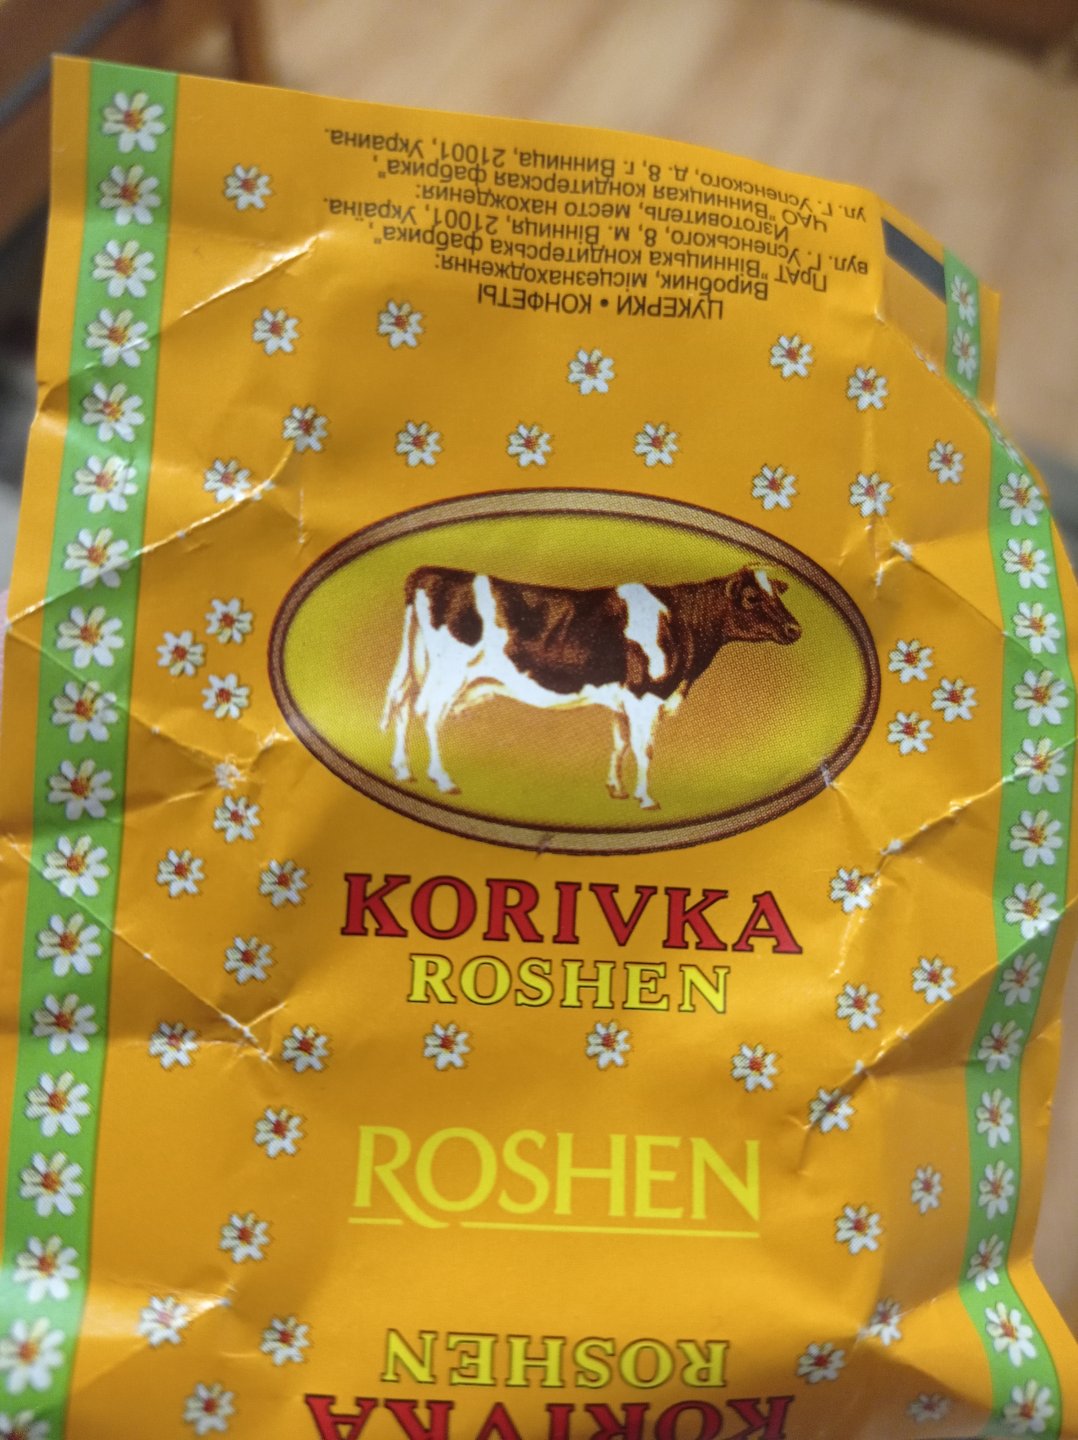 ЦУКЕРКИ • КОНФЕТЫ
Виробник, місцезнаходження:
ПрАТ "Вінницька кондитерська фабрика",
вул. Г. Успенського, 8, м. Вінниця, 21001, Україна.
Изготовитель, место нахождения:
ЧАО "Винницкая кондитерская фабрика",
ул. Г. Успенского, д. 8, г. Винница, 21001, Украина.
KORIVKA
ROSHEN
ROSHEN
KORIVKA
ROSHEN